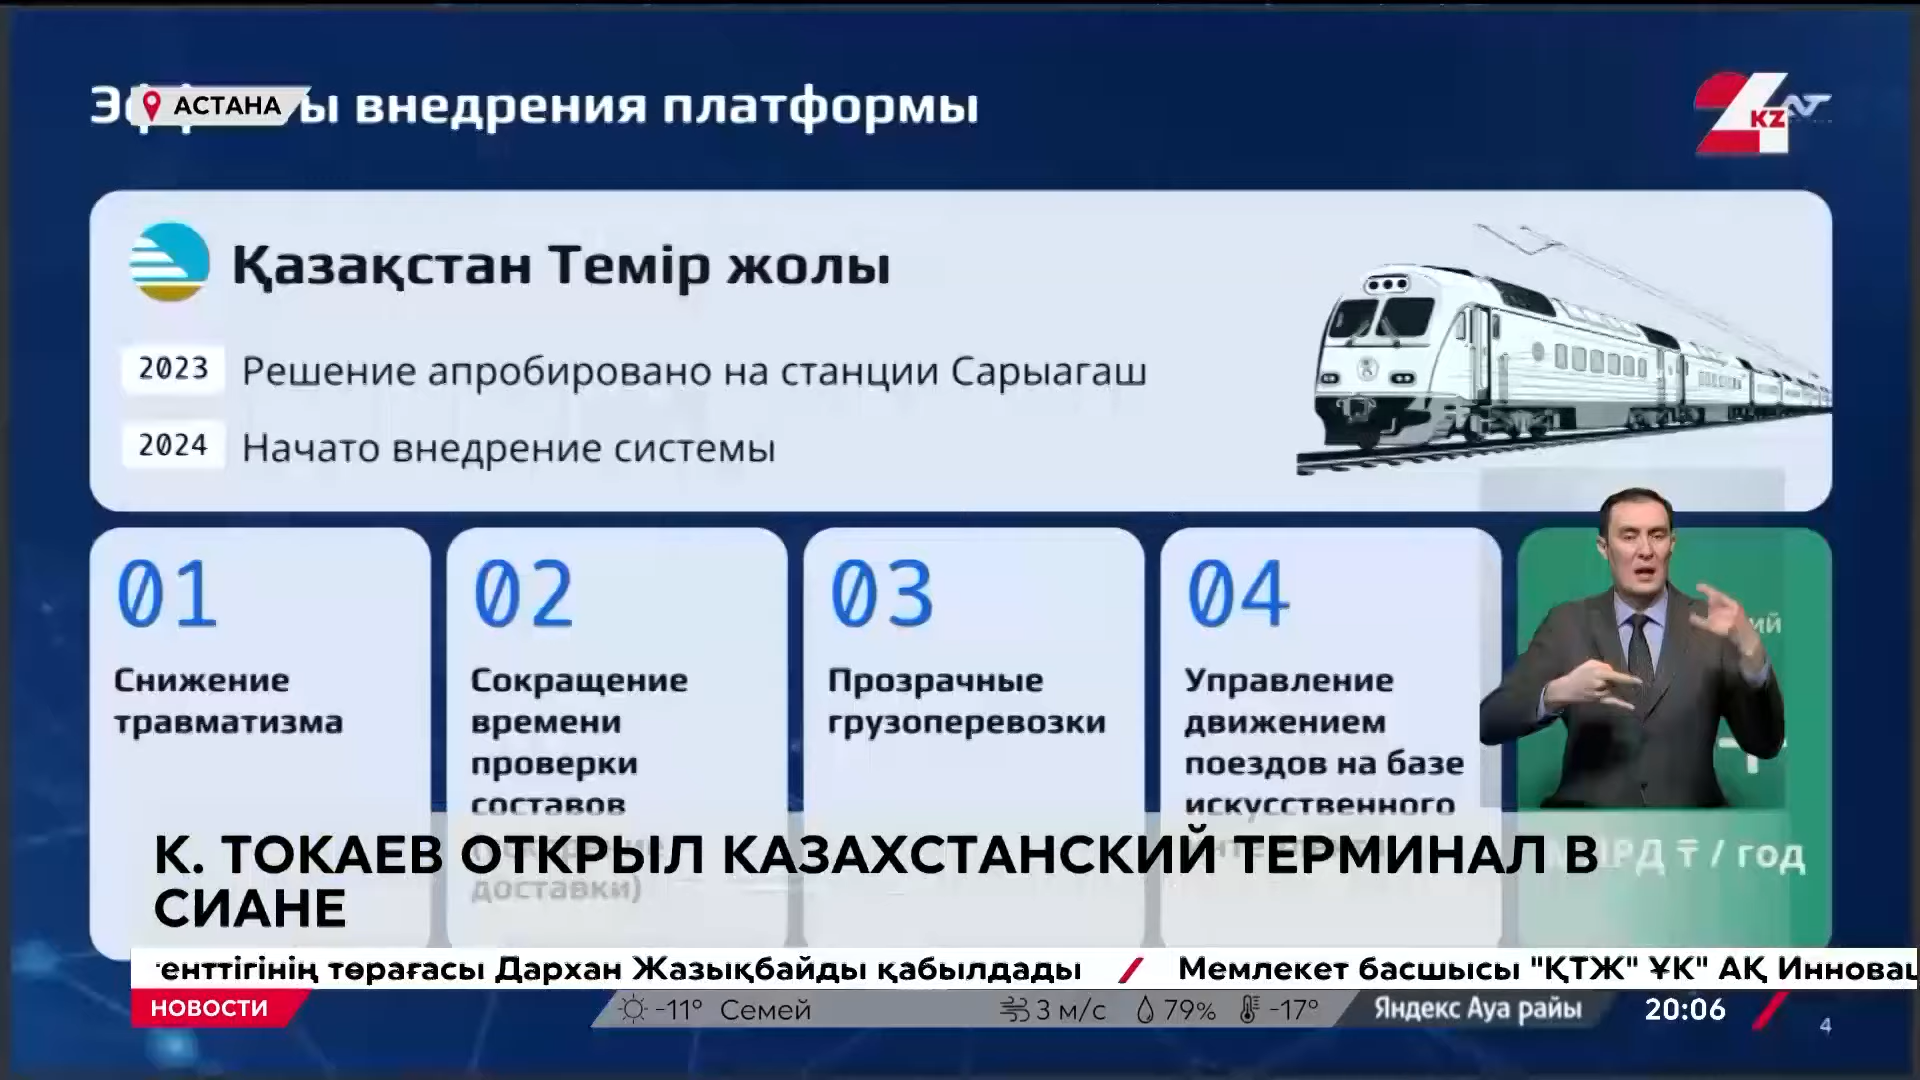 АСТАНА
внедрения платформы
24
KZ
Қазақстан Темір жолы
2023 Решение апробировано на станции Сарыагаш
2024 Начато внедрение системы
01
Снижение
травматизма
02
Сокращение
времени
проверки
составов
доставки)
03
Прозрачные
грузоперевозки
04
Управление
движением
поездов на базе
искусственного
₸ / год
К. ТОКАЕВ ОТКРЫЛ КАЗАХСТАНСКИЙ ТЕРМИНАЛ В
СИАНЕ
төрағасы Дархан Жазықбайды қабылдады / Мемлекет басшысы "ҚТЖ" ҰК" АҚ
НОВОСТИ
-11° Семей 3 м/с 79% -17° Яндекс Ауа райы 20:06
4